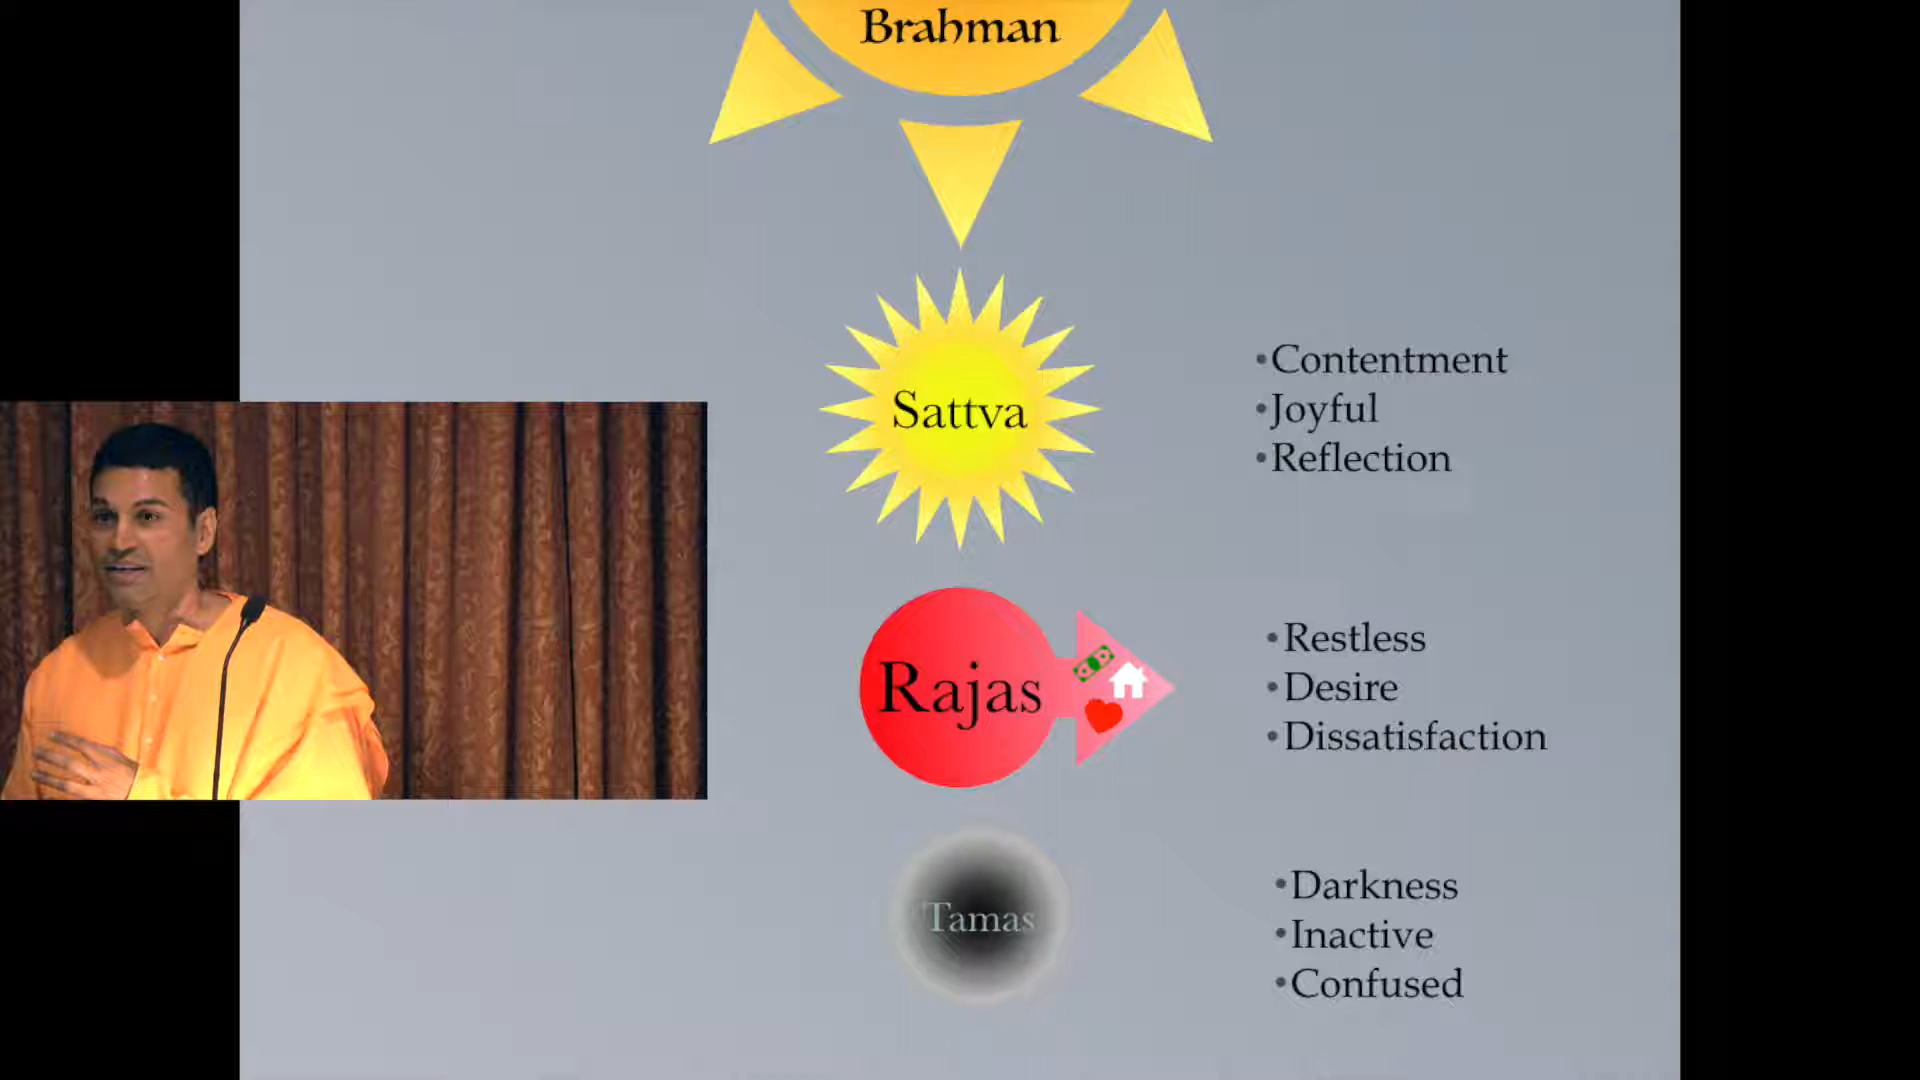 Brahman
Sattva
•Contentment
•Joyful
•Reflection
Rajas
•Restless
•Desire
•Dissatisfaction
Tamas
•Darkness
•Inactive
•Confused